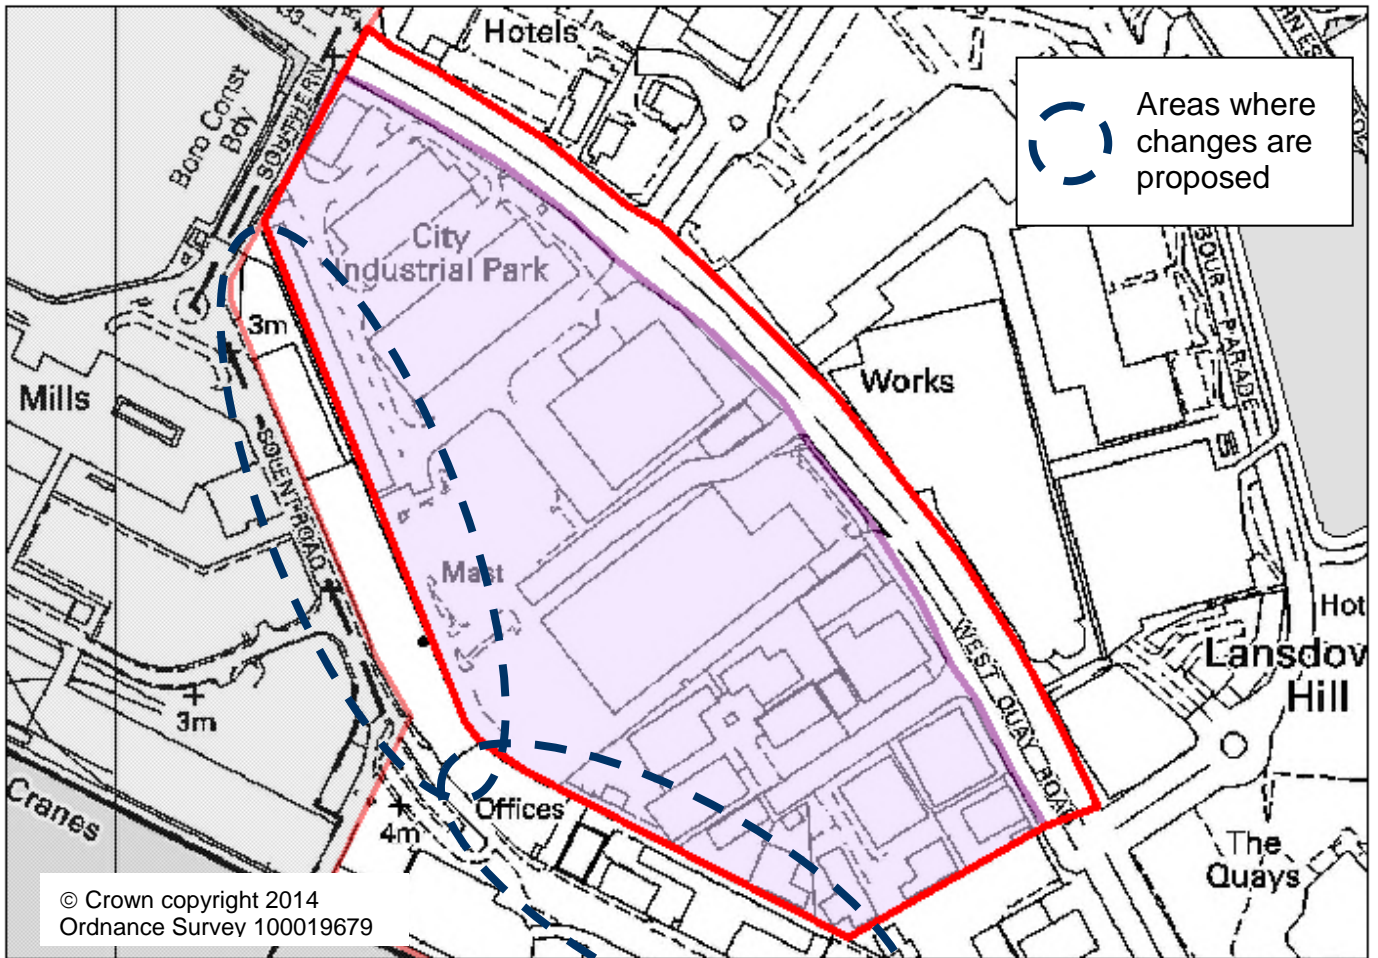 Hotels
Boro Const
Bdy
SOUTHERN
Areas where
changes are
proposed
City
Industrial Park
3m
Mills
Works
SOLENT ROAD
Mast
WEST QUAY ROAD
Hot
Lansdow
Hill
3m
Cranes
Offices
4m
The
Quays
© Crown copyright 2014
Ordnance Survey 100019679